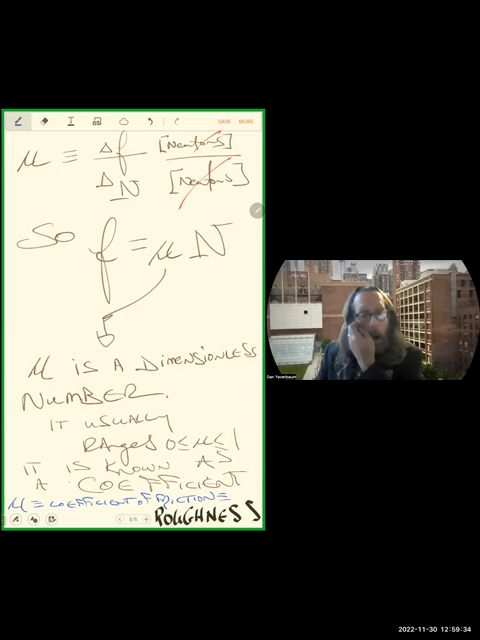 SAVE MORE
μ ≡ Δf / ΔN [Newtons] / [Newtons]
So f = μN
μ IS A DIMENSIONLESS
NUMBER.
IT USUALLY
RANGES 0≤μ≤1
IT IS KNOWN AS
A COEFFICIENT
μ ≡ COEFFICIENT OF FRICTION ≡
ROUGHNESS
Dan Yaverbaum
2022-11-30 12:59:34